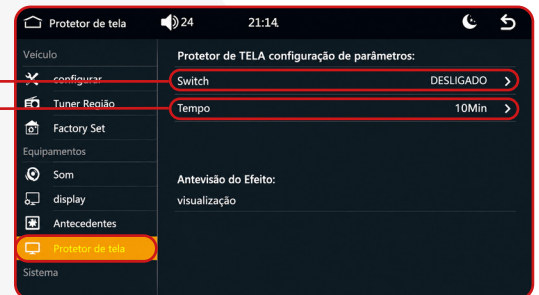 Protetor de tela 24 21:14
Veículo
configurar
Tuner Região
Factory Set
Equipamentos
Som
display
Antecedentes
Protetor de tela
Sistema
Protetor de TELA configuração de parâmetros:
Switch DESLIGADO
Tempo 10Min
Antevisão do Efeito:
visualização